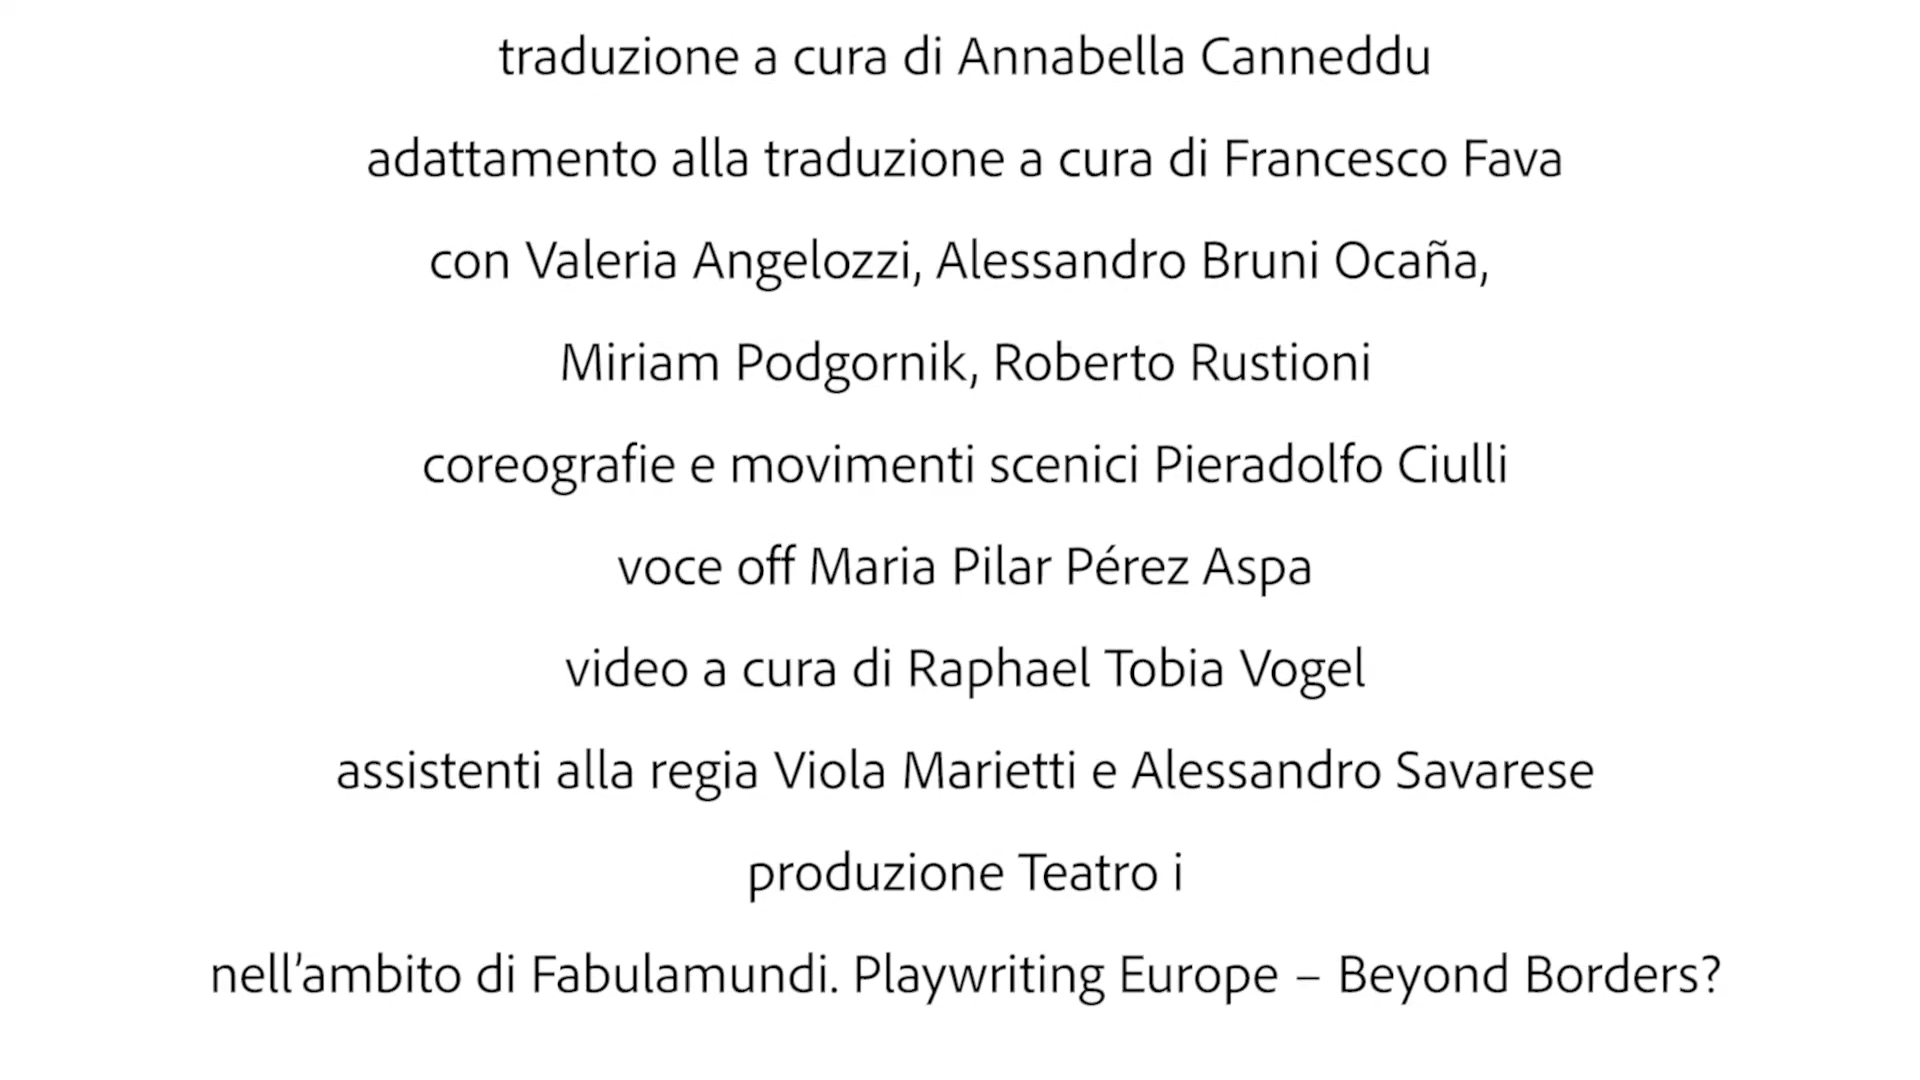 traduzione a cura di Annabella Canneddu
adattamento alla traduzione a cura di Francesco Fava
con Valeria Angelozzi, Alessandro Bruni Ocaña,
Miriam Podgornik, Roberto Rustioni
coreografie e movimenti scenici Pieradolfo Ciulli
voce off Maria Pilar Pérez Aspa
video a cura di Raphael Tobia Vogel
assistenti alla regia Viola Marietti e Alessandro Savarese
produzione Teatro i
nell’ambito di Fabulamundi. Playwriting Europe – Beyond Borders?